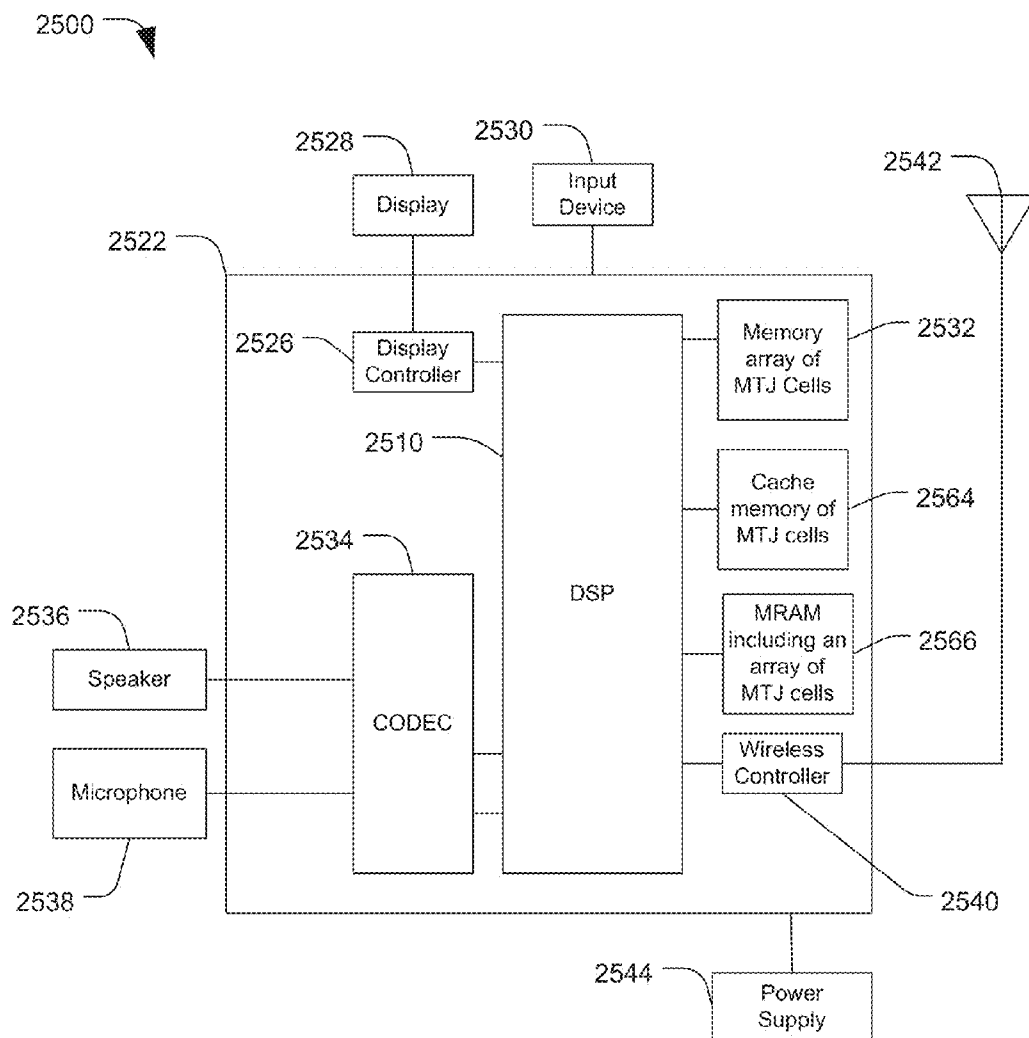 2500
2528
2530
2542
Display
Input
Device
2522
2526
Display
Controller
Memory
array of
MTJ Cells
2532
2510
Cache
memory of
MTJ cells
2564
2534
DSP
2536
Speaker
CODEC
MRAM
including an
array of
MTJ cells
2566
Microphone
Wireless
Controller
2538
2540
2544
Power
Supply